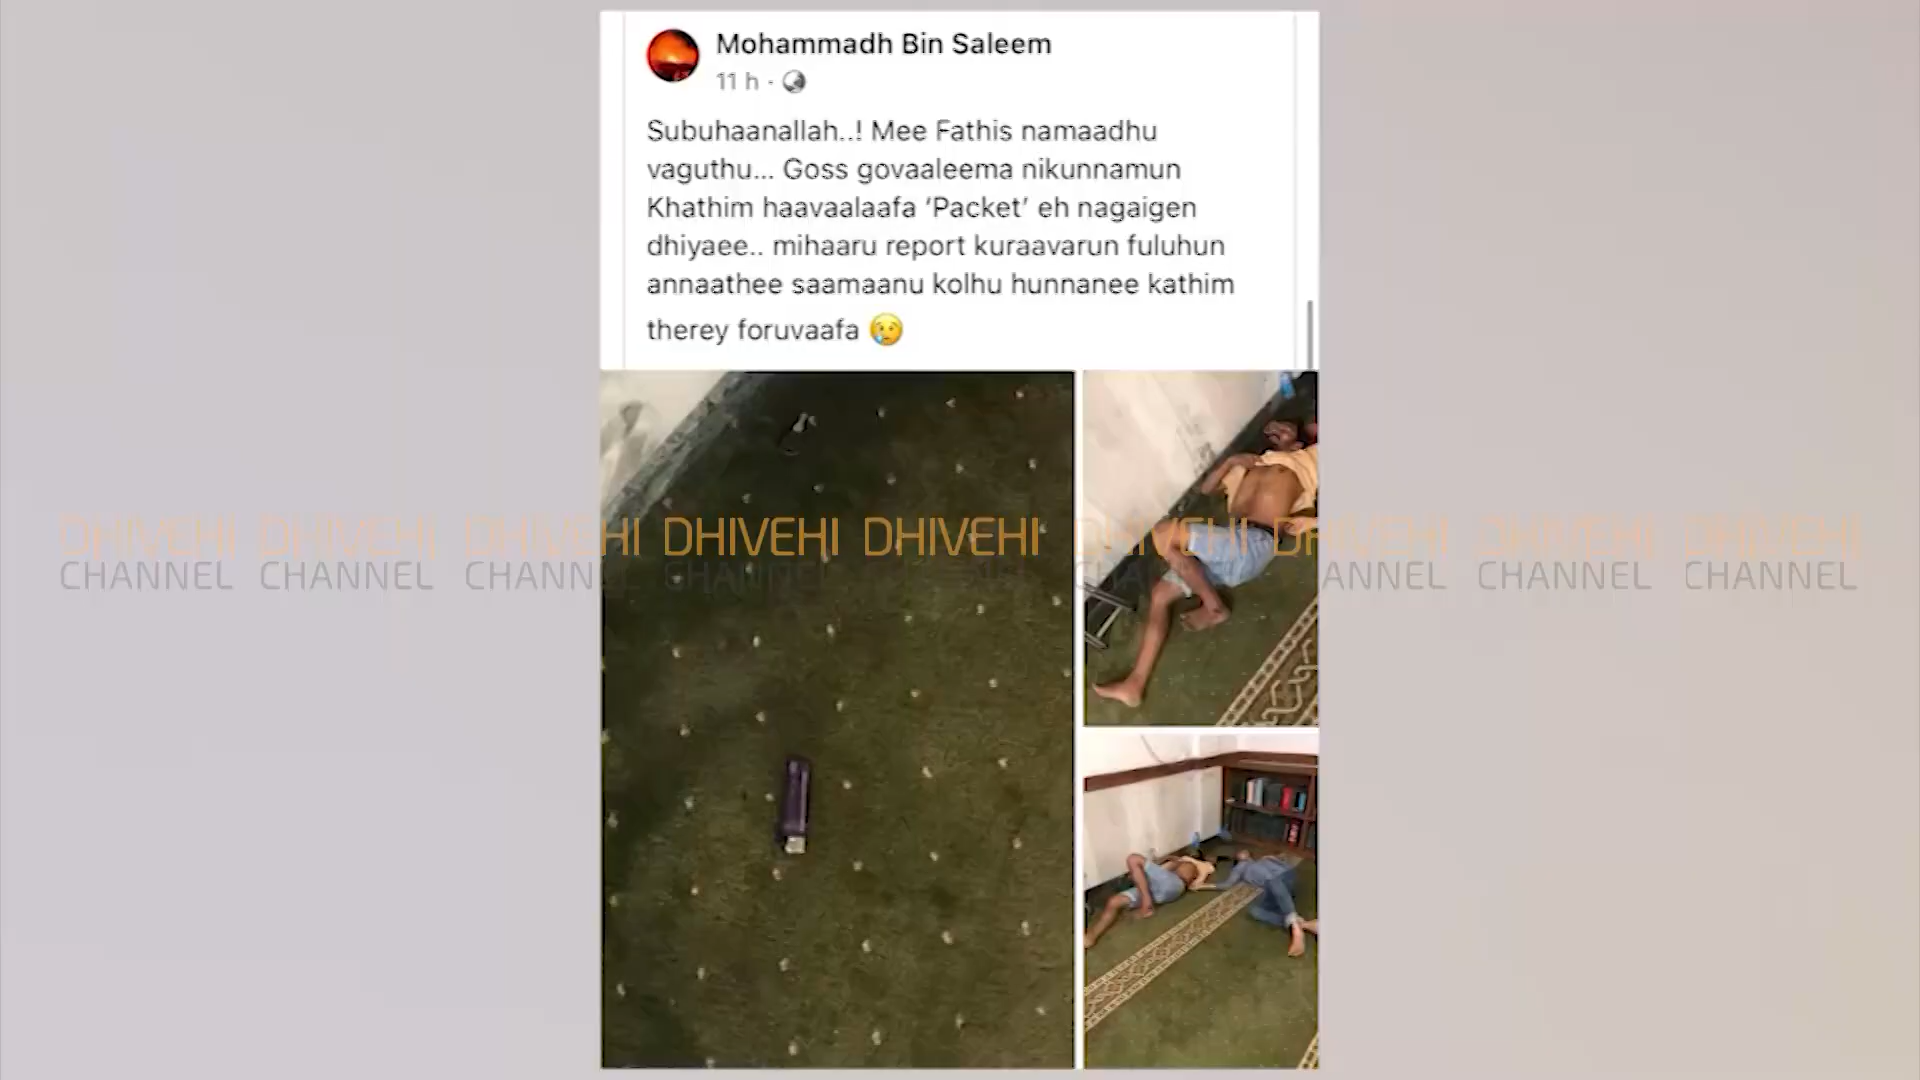 Mohammadh Bin Saleem
11 h ·
Subuhaanallah..! Mee Fathis namaadhu
vaguthu... Goss govaaleema nikunnamun
Khathim haavaalaafa ‘Packet’ eh nagaigen
dhiyaee.. mihaaru report kuraavarun fuluhun
annaathee saamaanu kolhu hunnanee kathim
therey foruvaafa 😢
DHIVEHI DHIVEHI DHIVEHI DHIVEHI DHIVEHI DHIVEHI DHIVEHI DHIVEHI DHIVEHI
CHANNEL CHANNEL CHANNEL CHANNEL CHANNEL CHANNEL CHANNEL